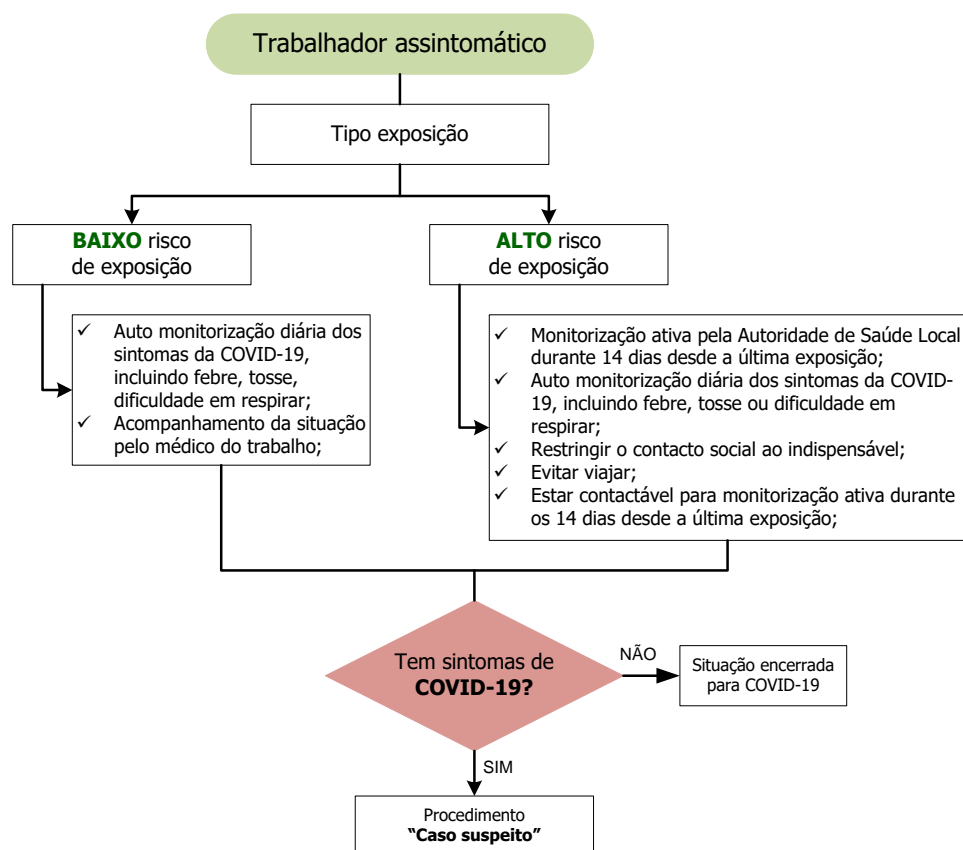 Trabalhador assintomático
Tipo exposição
BAIXO risco
de exposição
ALTO risco
de exposição
✓ Auto monitorização diária dos
sintomas da COVID-19,
incluindo febre, tosse,
dificuldade em respirar;
✓ Acompanhamento da situação
pelo médico do trabalho;
✓ Monitorização ativa pela Autoridade de Saúde Local
durante 14 dias desde a última exposição;
✓ Auto monitorização diária dos sintomas da COVID-
19, incluindo febre, tosse ou dificuldade em
respirar;
✓ Restringir o contacto social ao indispensável;
✓ Evitar viajar;
✓ Estar contactável para monitorização ativa durante
os 14 dias desde a última exposição;
Tem sintomas de
COVID-19?
NÃO
Situação encerrada
para COVID-19
SIM
Procedimento
“Caso suspeito”